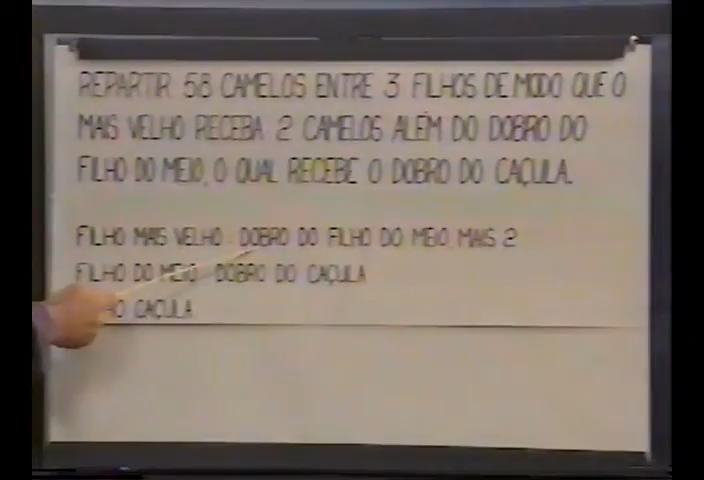 REPARTIR 58 CAMELOS ENTRE 3 FILHOS DE MODO QUE O
MAIS VELHO RECEBA 2 CAMELOS ALÉM DO DOBRO DO
FILHO DO MEIO, O QUAL RECEBE O DOBRO DO CAÇULA.
FILHO MAIS VELHO : DOBRO DO FILHO DO MEIO, MAIS 2
FILHO DO MEIO : DOBRO DO CAÇULA
FILHO CAÇULA